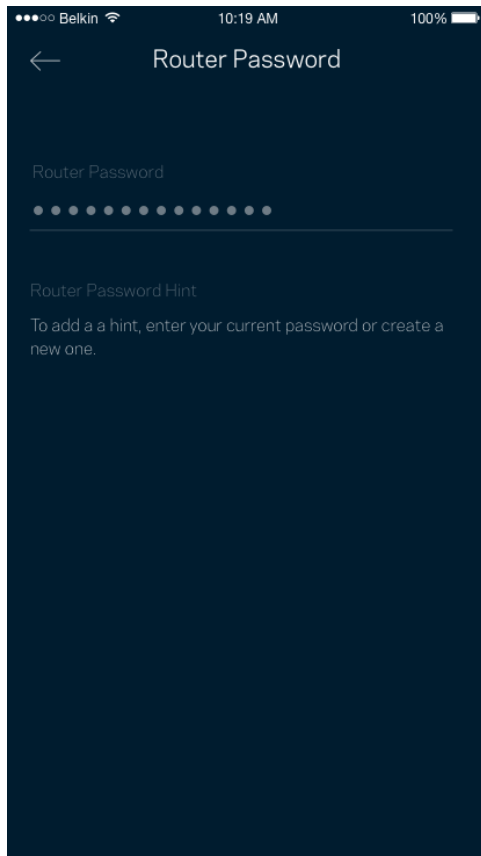 ●●●○○ Belkin 10:19 AM 100%
Router Password
Router Password
●●●●●●●●●●●●●●
Router Password Hint
To add a a hint, enter your current password or create a
new one.